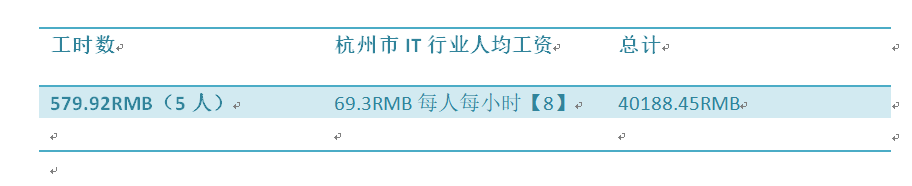 工时数 杭州市 IT 行业人均工资 总计
579.92RMB（5 人） 69.3RMB 每人每小时【8】 40188.45RMB